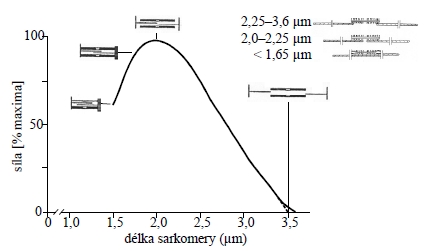 2,25–3,6 µm
2,0–2,25 µm
< 1,65 µm
síla [% maxima]
100
50
0
0 1,0 1,5 2,0 2,5 3,0 3,5
délka sarkomery (µm)